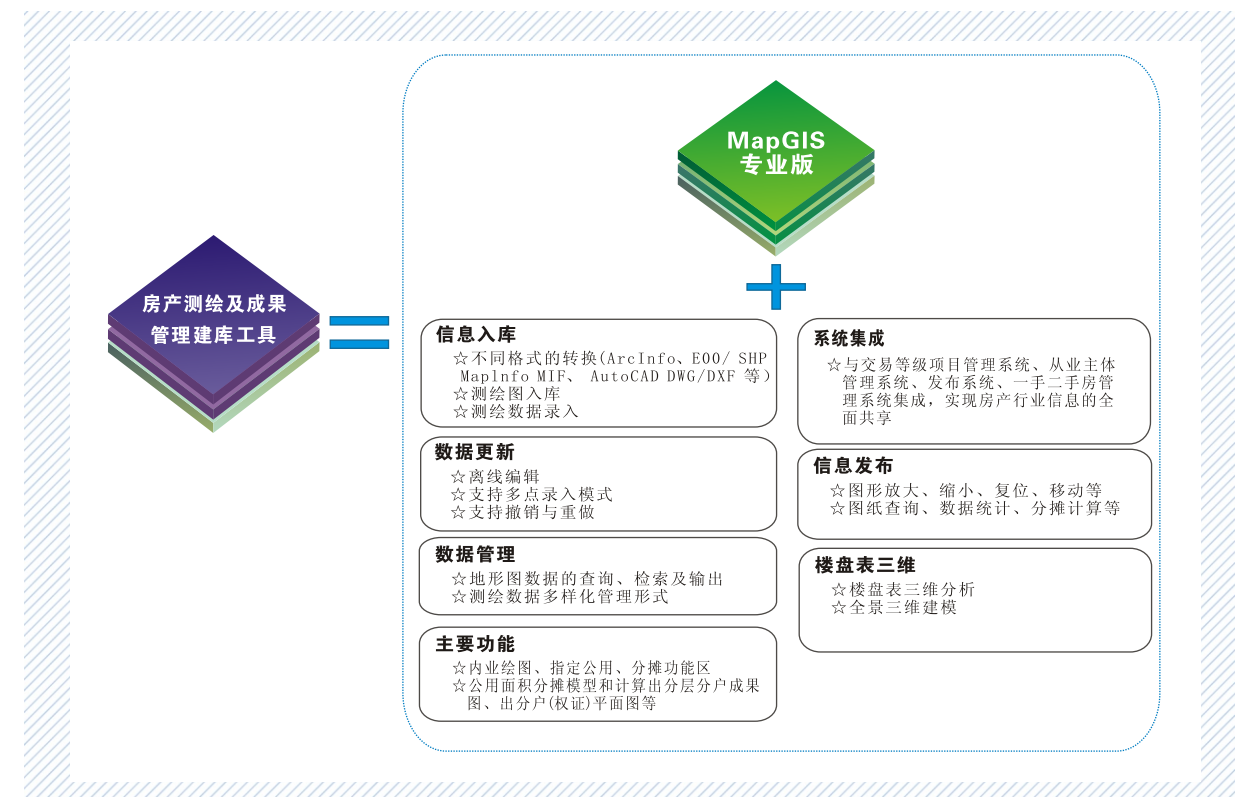 MapGIS
专业版
房产测绘及成果
管理建库工具
信息入库
☆不同格式的转换(ArcInfo、E00/ SHP
MaplnfoMIF、 AutoCAD DWG/DXF 等)
☆测绘图入库
☆测绘数据录入
数据更新
☆离线编辑
☆支持多点录入模式
☆支持撤销与重做
数据管理
☆地形图数据的查询、检索及输出
☆测绘数据多样化管理形式
主要功能
☆内业绘图、指定公用、分摊功能区
☆公用面积分摊模型和计算出分层分户成果
图、出分户(权证)平面图等
系统集成
☆与交易等级项目管理系统、从业主体
管理系统、发布系统、一手二手房管
理系统集成，实现房产行业信息的全
面共享
信息发布
☆图形放大、缩小、复位、移动等
☆图纸查询、数据统计、分摊计算等
楼盘表三维
☆楼盘表三维分析
☆全景三维建模